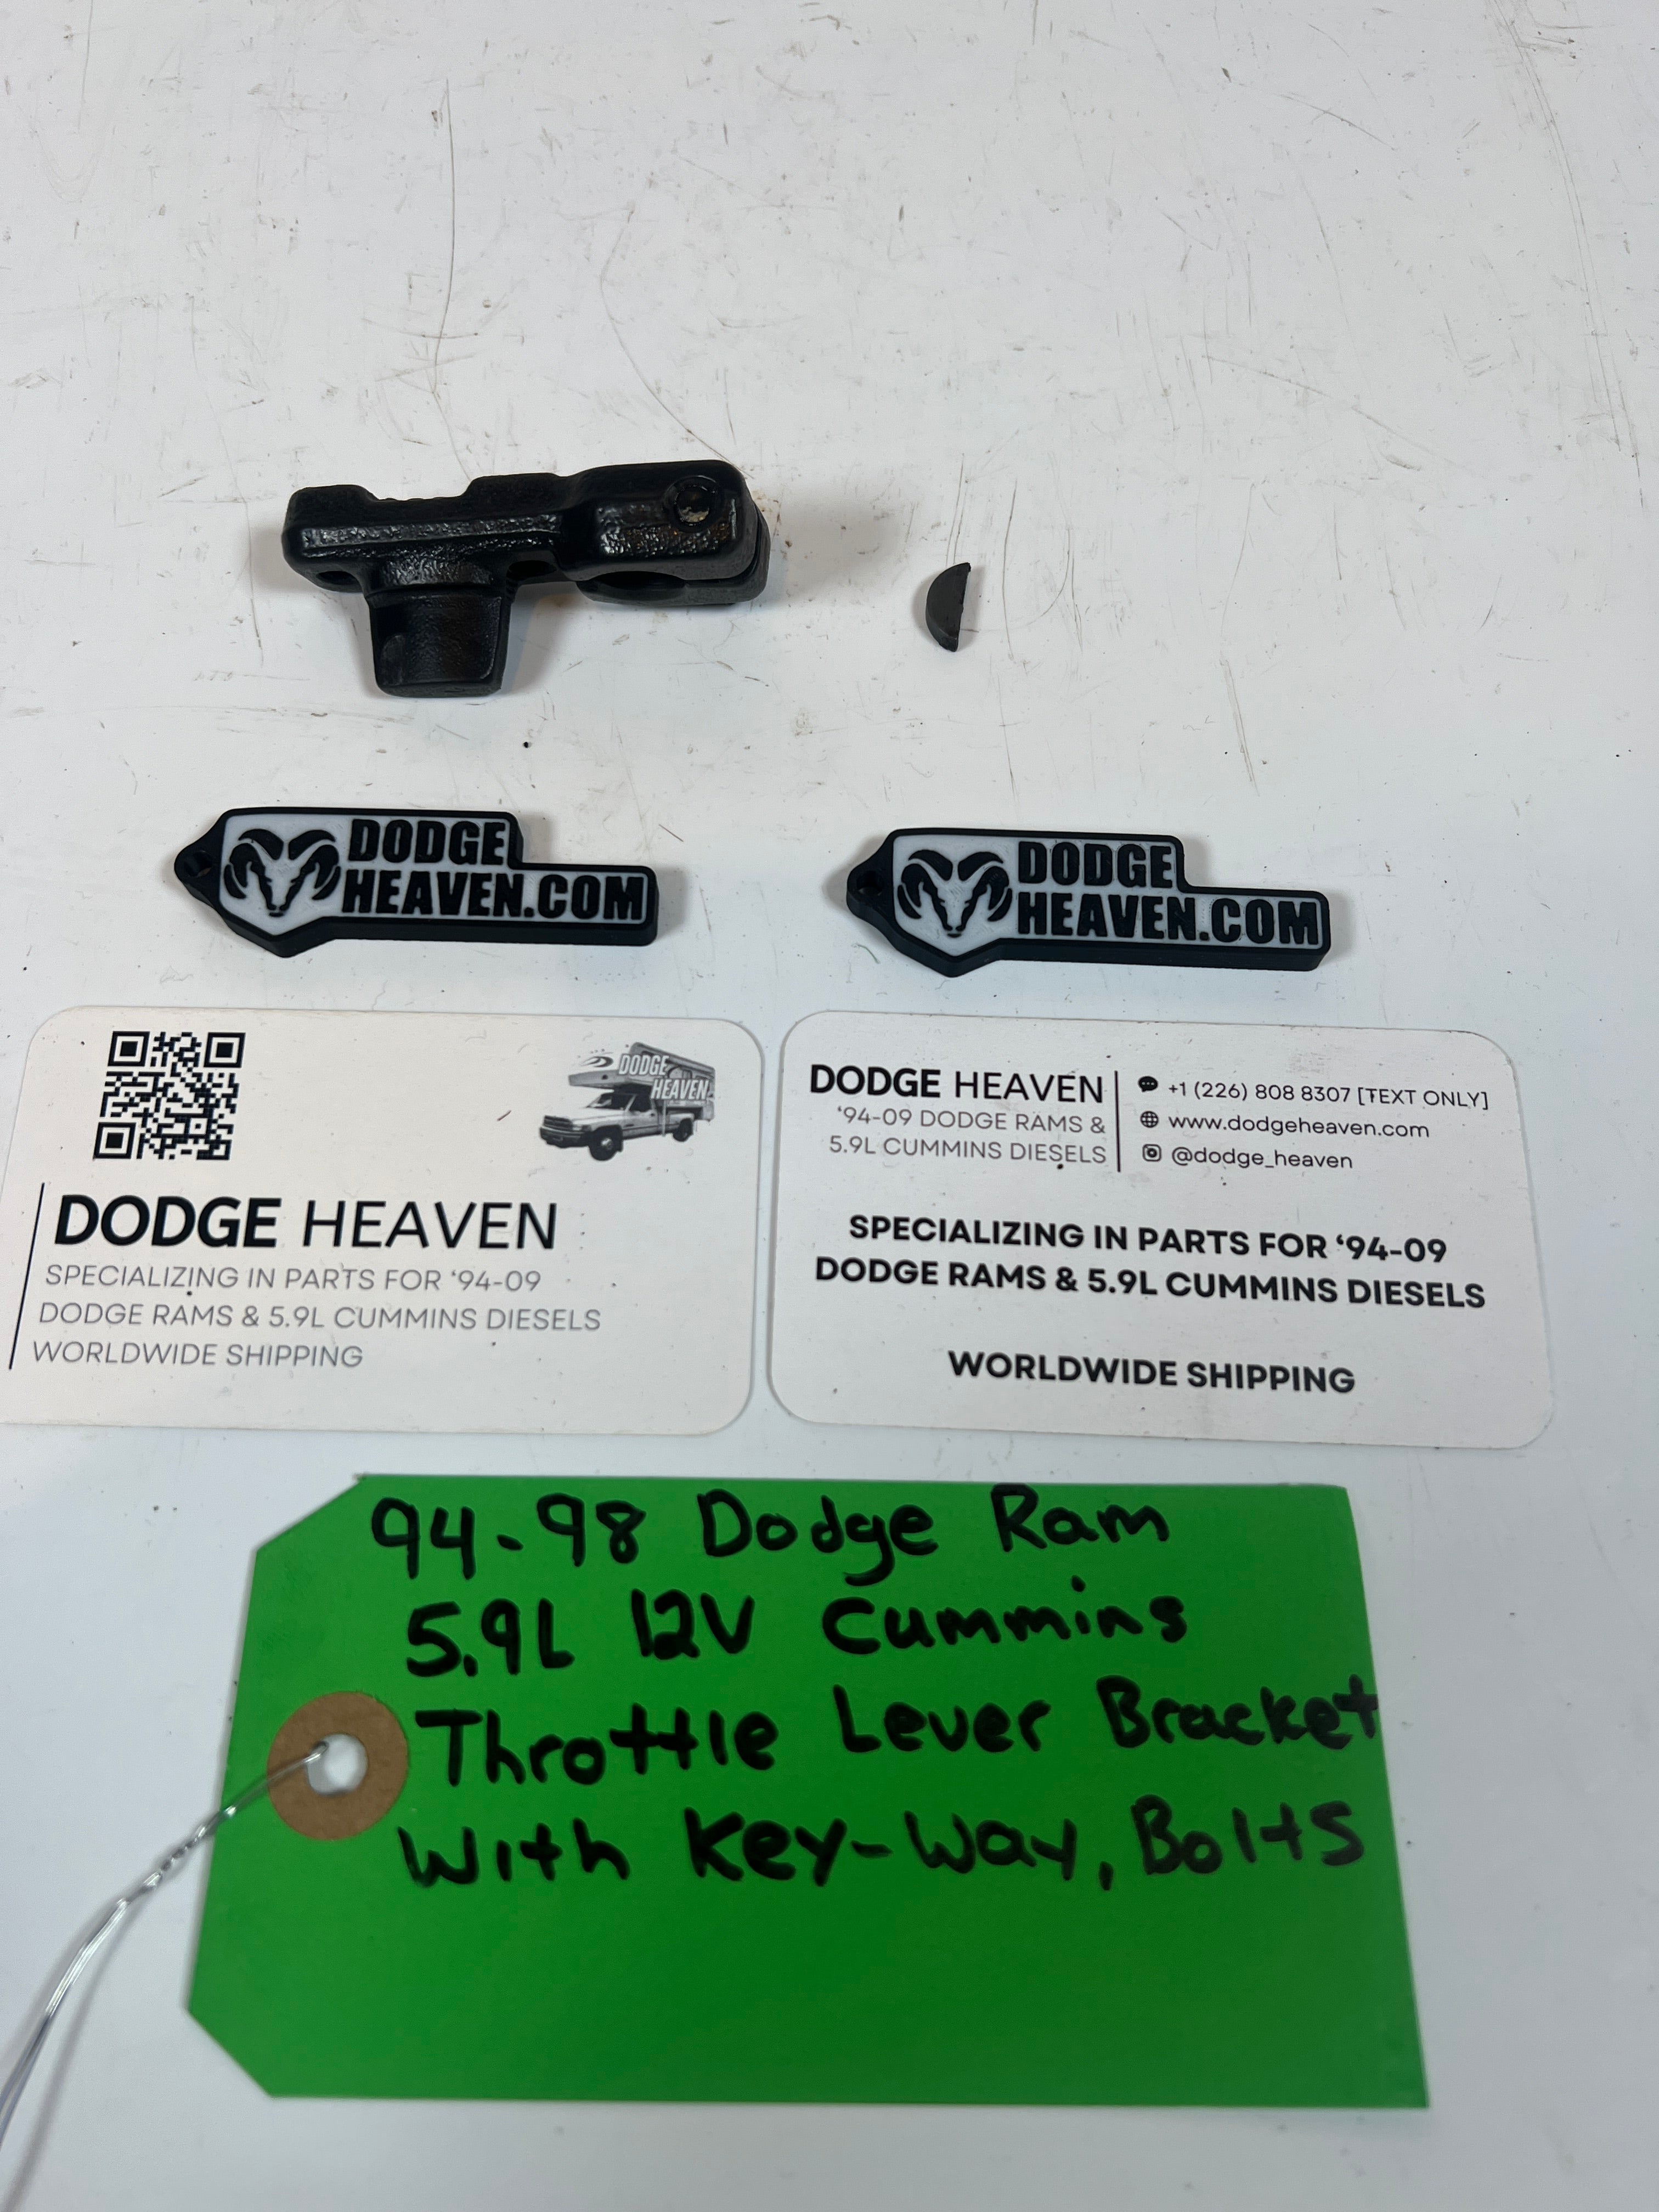 DODGE
HEAVEN.COM
DODGE
HEAVEN.COM
DODGE
HEAVEN
DODGE HEAVEN
SPECIALIZING IN PARTS FOR ‘94-09
DODGE RAMS & 5.9L CUMMINS DIESELS
WORLDWIDE SHIPPING
DODGE HEAVEN
‘94-09 DODGE RAMS &
5.9L CUMMINS DIESELS
+1 (226) 808 8307 [TEXT ONLY]
www.dodgeheaven.com
@dodge_heaven
SPECIALIZING IN PARTS FOR ‘94-09
DODGE RAMS & 5.9L CUMMINS DIESELS
WORLDWIDE SHIPPING
94-98 Dodge Ram
5.9L 12V Cummins
Throttle Lever Bracket
With Key-Way, Bolts